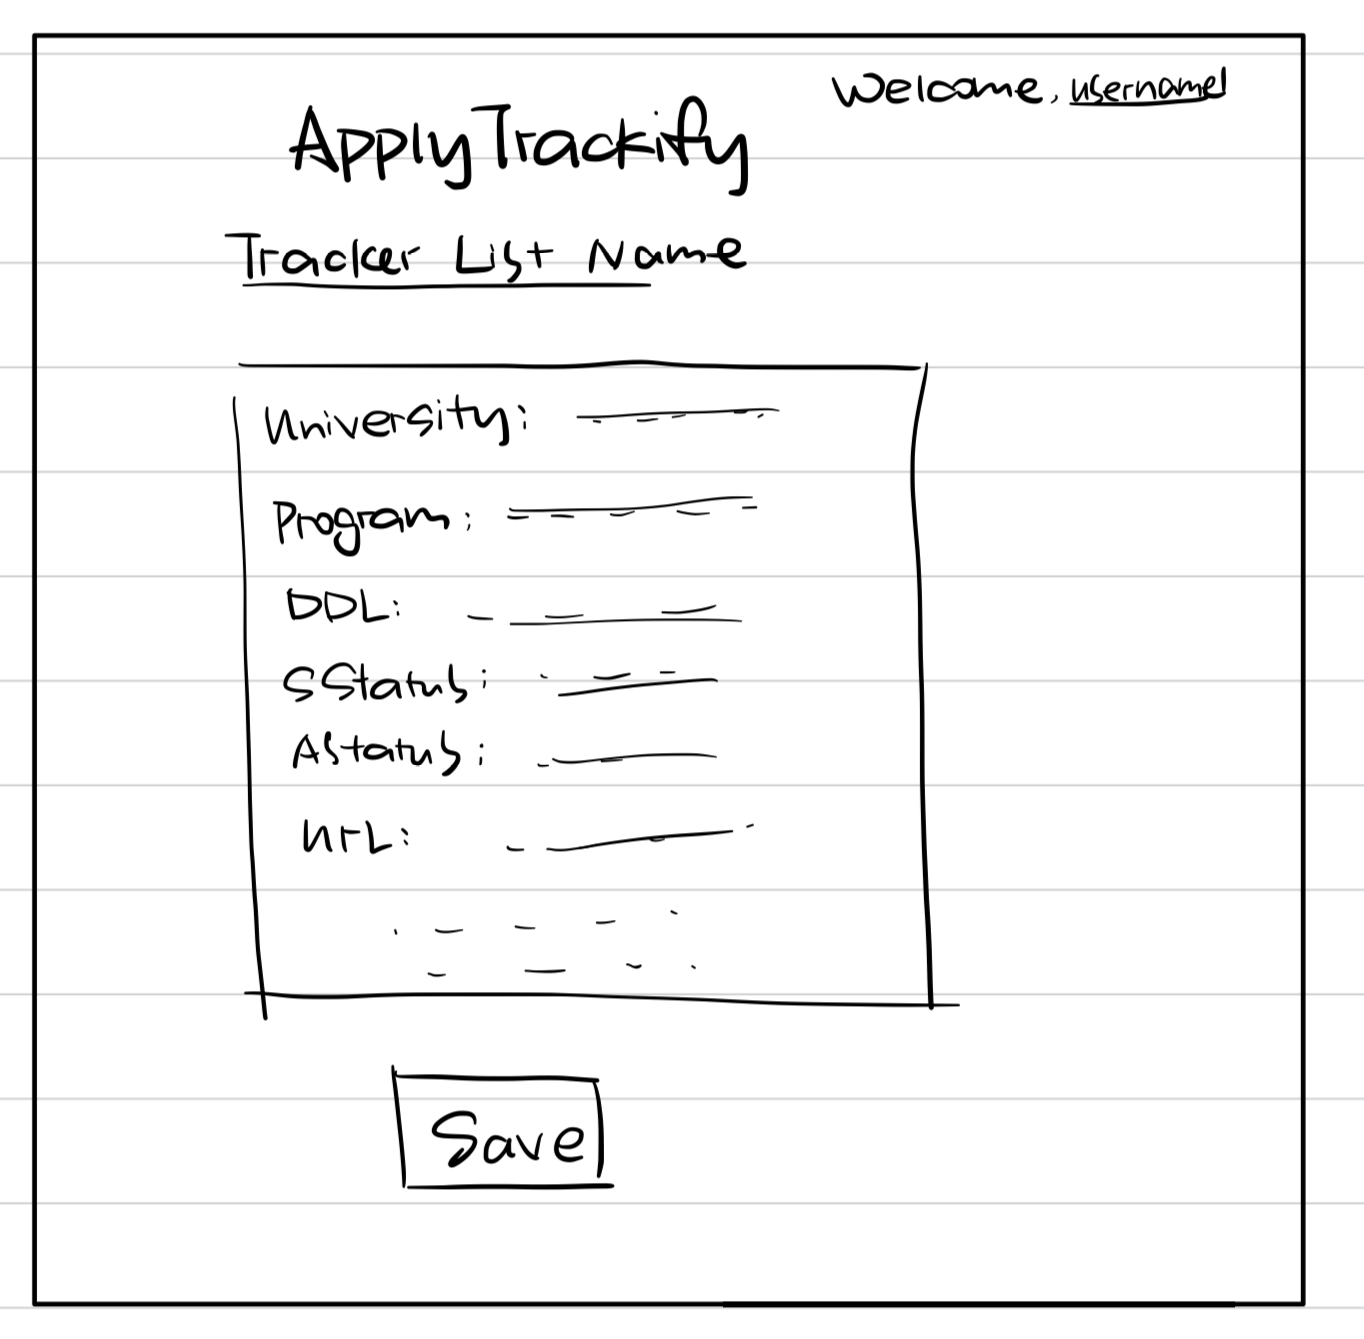 Welcome, username!
ApplyTrackify
Tracker List Name
University:
Program:
DDL:
SStatus:
AStatus:
UrL:
Save